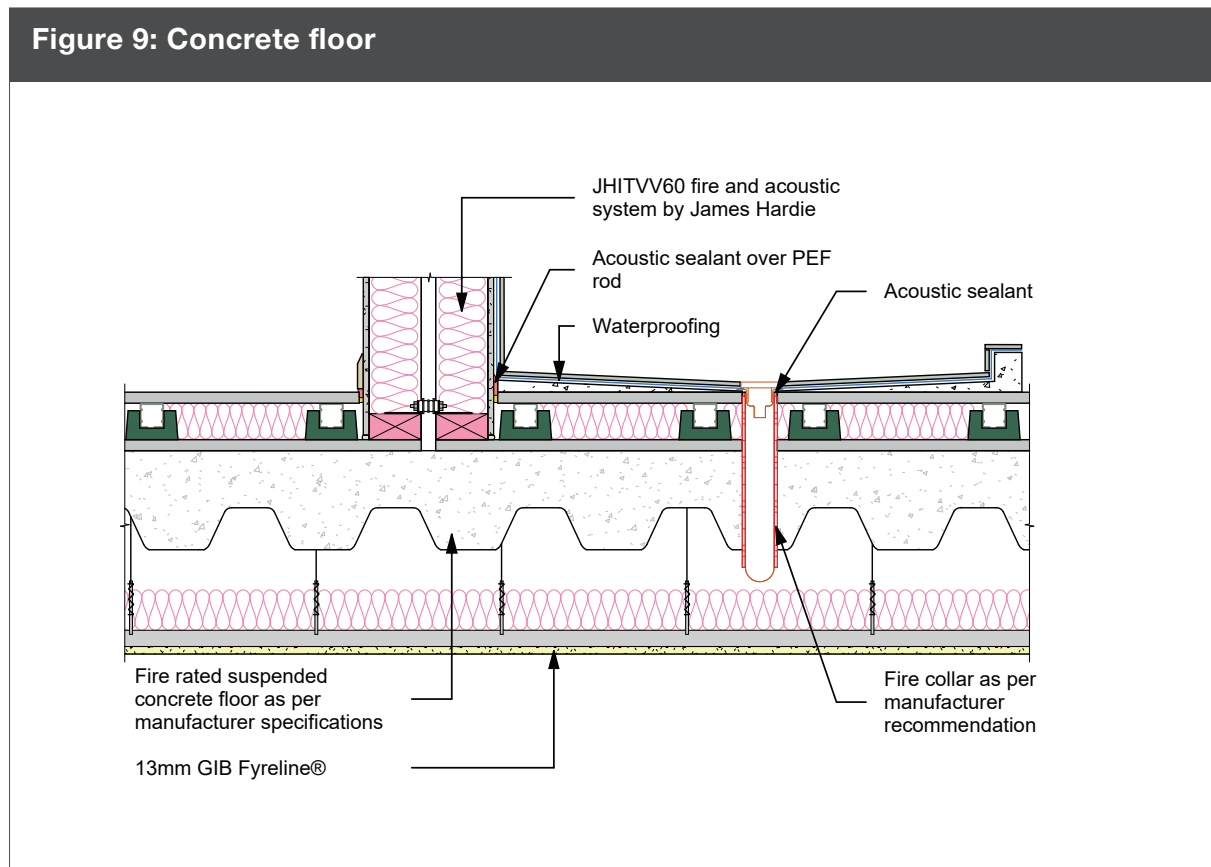 Figure 9: Concrete floor
JHITVV60 fire and acoustic
system by James Hardie
Acoustic sealant over PEF
rod
Acoustic sealant
Waterproofing
Fire rated suspended
concrete floor as per
manufacturer specifications
Fire collar as per
manufacturer
recommendation
13mm GIB Fyreline®